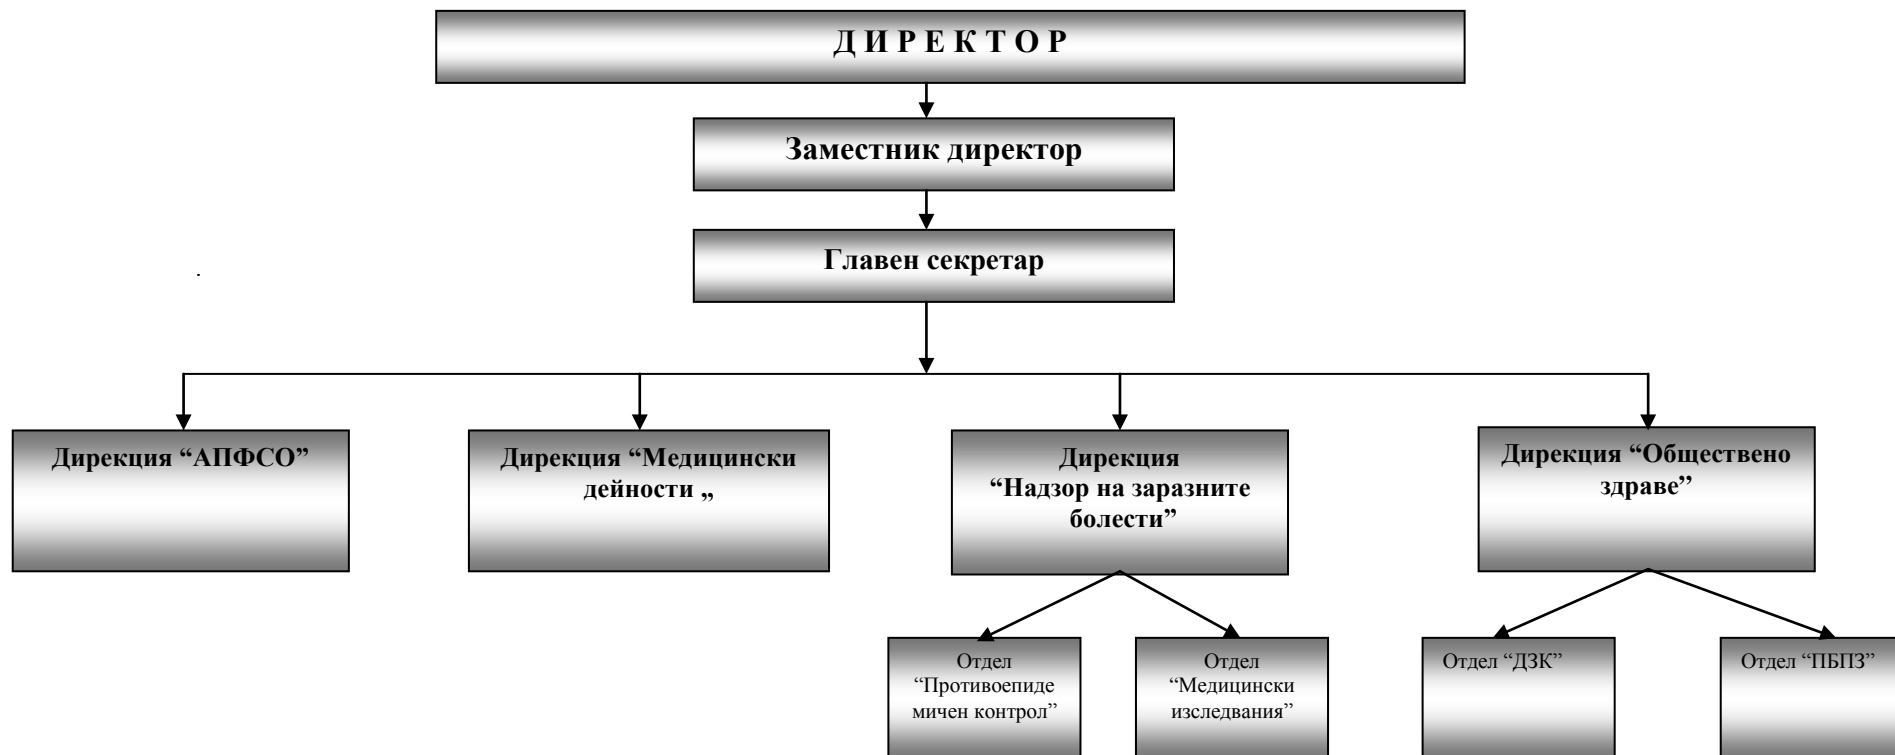 Д И Р Е К Т О Р
Заместник директор
Главен секретар
Дирекция “АПФСО”
Дирекция “Медицински
дейности „
Дирекция
“Надзор на заразните
болести”
Дирекция “Обществено
здраве”
Отдел
“Противоепиде
мичен контрол”
Отдел
“Медицински
изследвания”
Отдел “ДЗК”
Отдел “ПБПЗ”